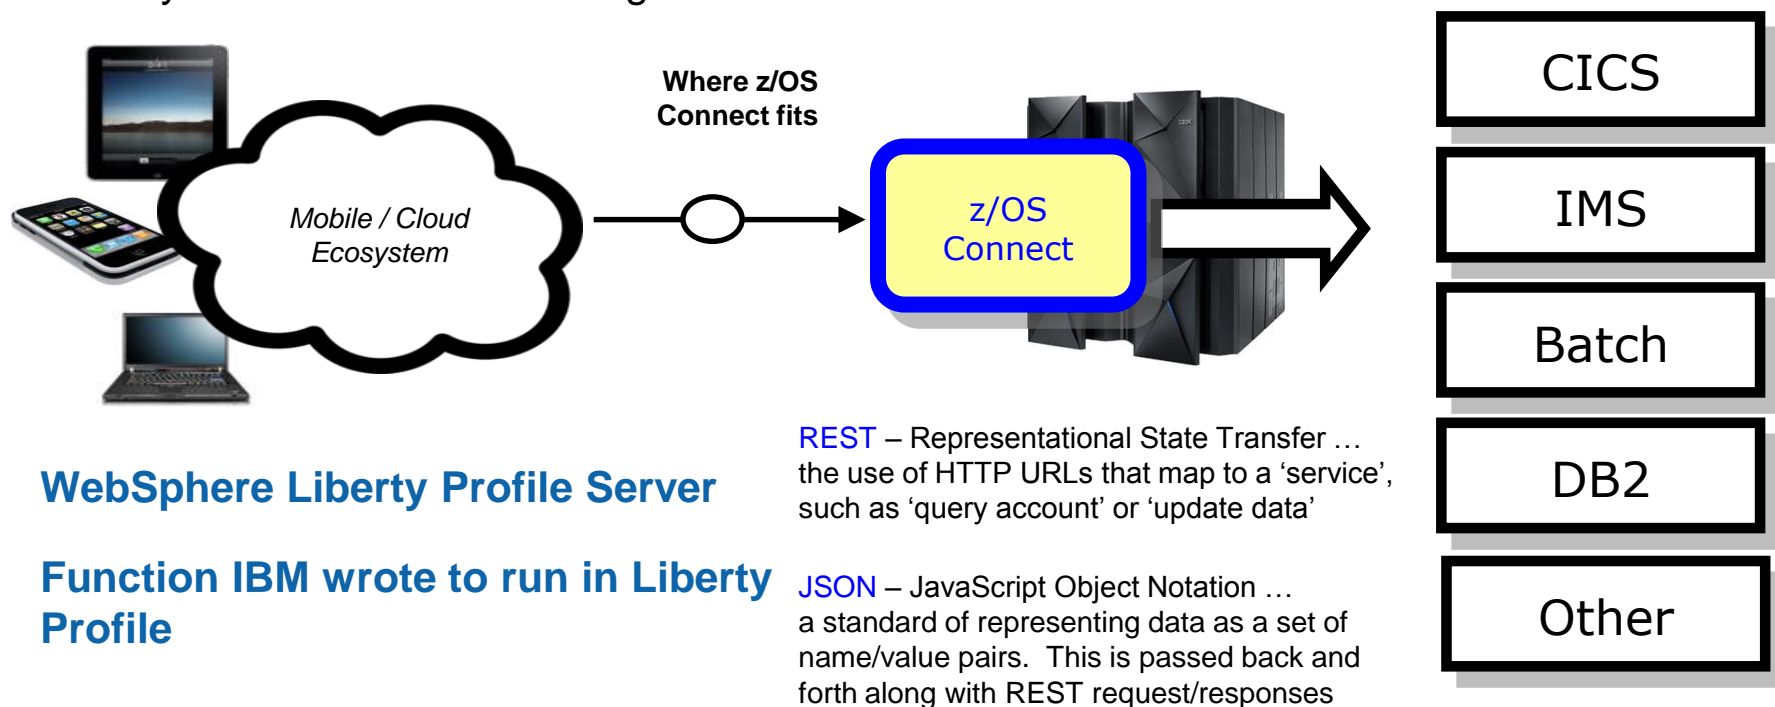 Where z/OS
Connect fits
Mobile / Cloud
Ecosystem
z/OS
Connect
IBM
CICS
IMS
Batch
DB2
Other
WebSphere Liberty Profile Server
Function IBM wrote to run in Liberty
Profile
REST – Representational State Transfer …
the use of HTTP URLs that map to a ‘service’,
such as ‘query account’ or ‘update data’
JSON – JavaScript Object Notation …
a standard of representing data as a set of
name/value pairs.  This is passed back and
forth along with REST request/responses